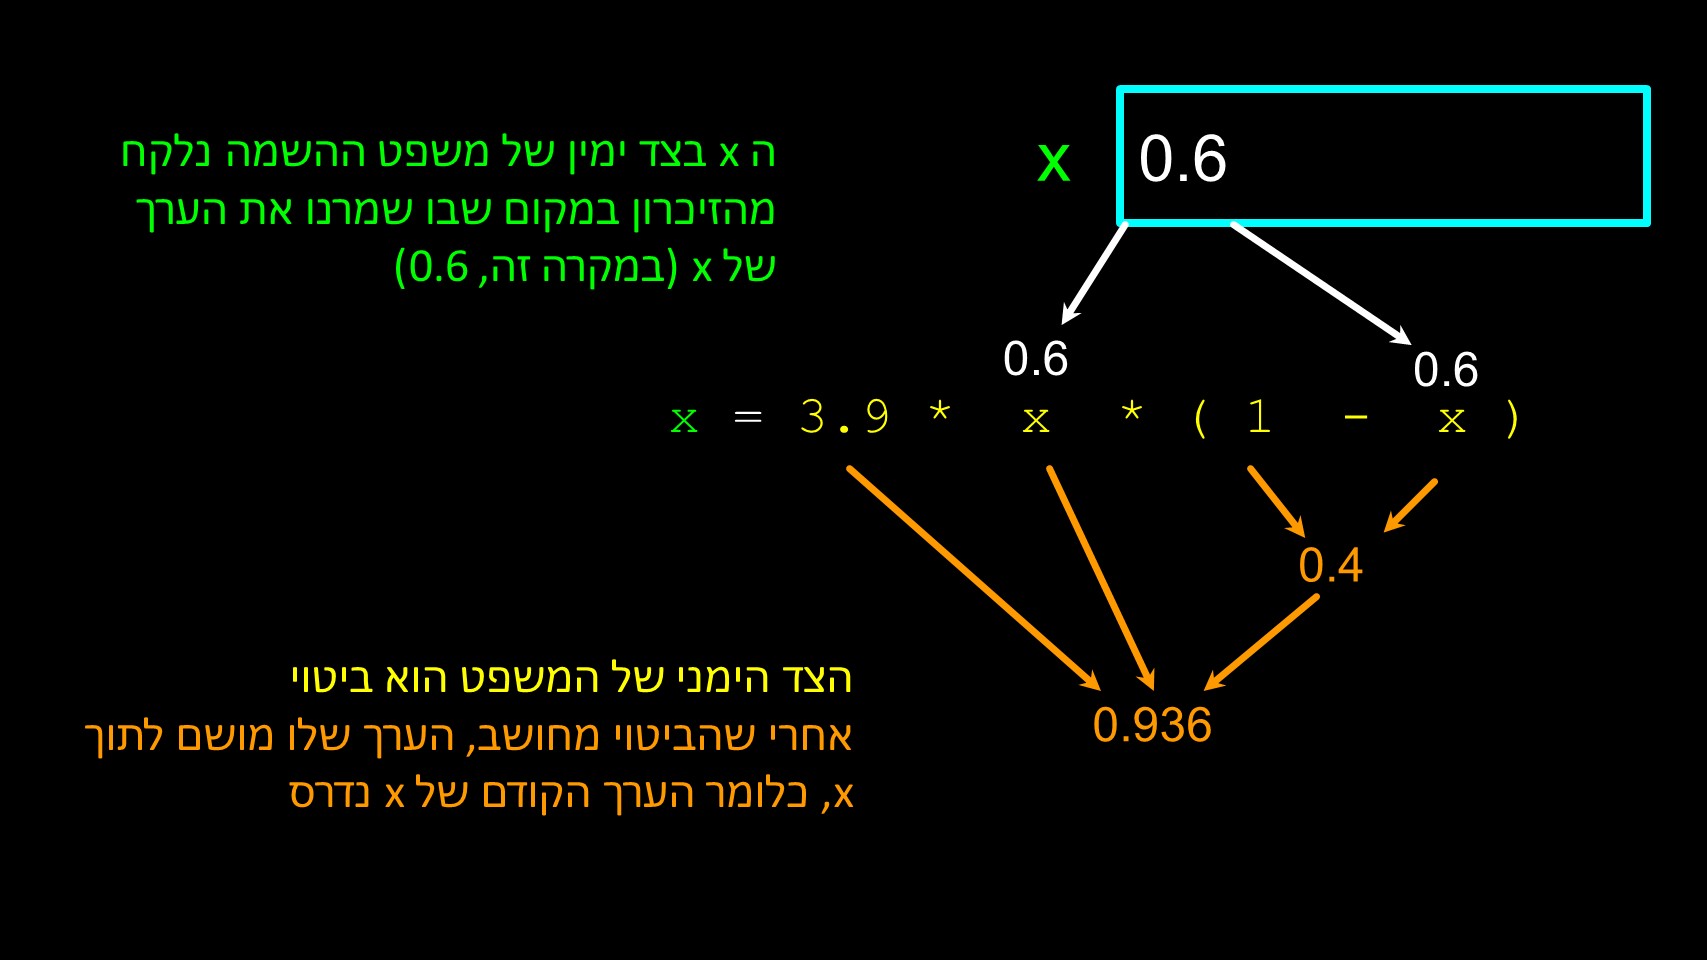 ה x בצד ימין של משפט ההשמה נלקח
מהזיכרון במקום שבו שמרנו את הערך
של x (במקרה זה, 0.6)
x 0.6
0.6 0.6
x = 3.9 * x * ( 1 - x )
0.4
0.936
הצד הימני של המשפט הוא ביטוי
אחרי שהביטוי מחושב, הערך שלו מושם לתוך
x, כלומר הערך הקודם של x נדרס